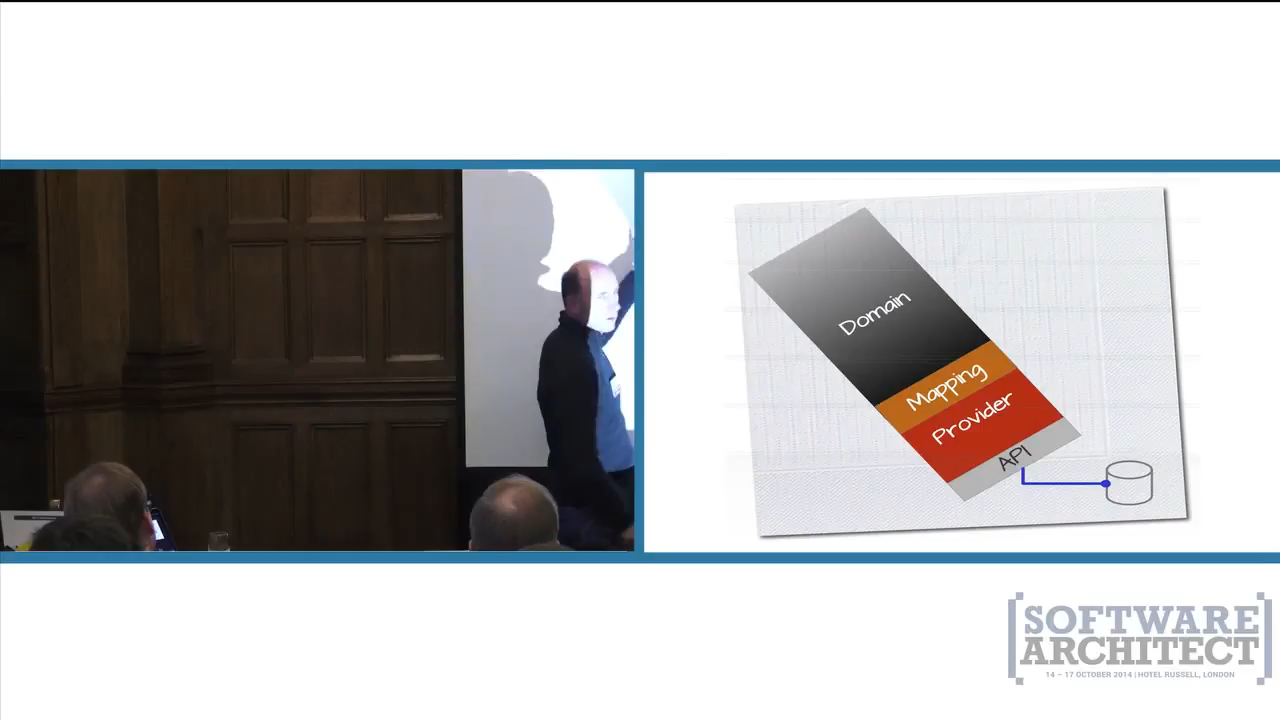 Domain
Mapping
Provider
API
[SOFTWARE
ARCHITECT]
14 – 17 OCTOBER 2014 | HOTEL RUSSELL, LONDON